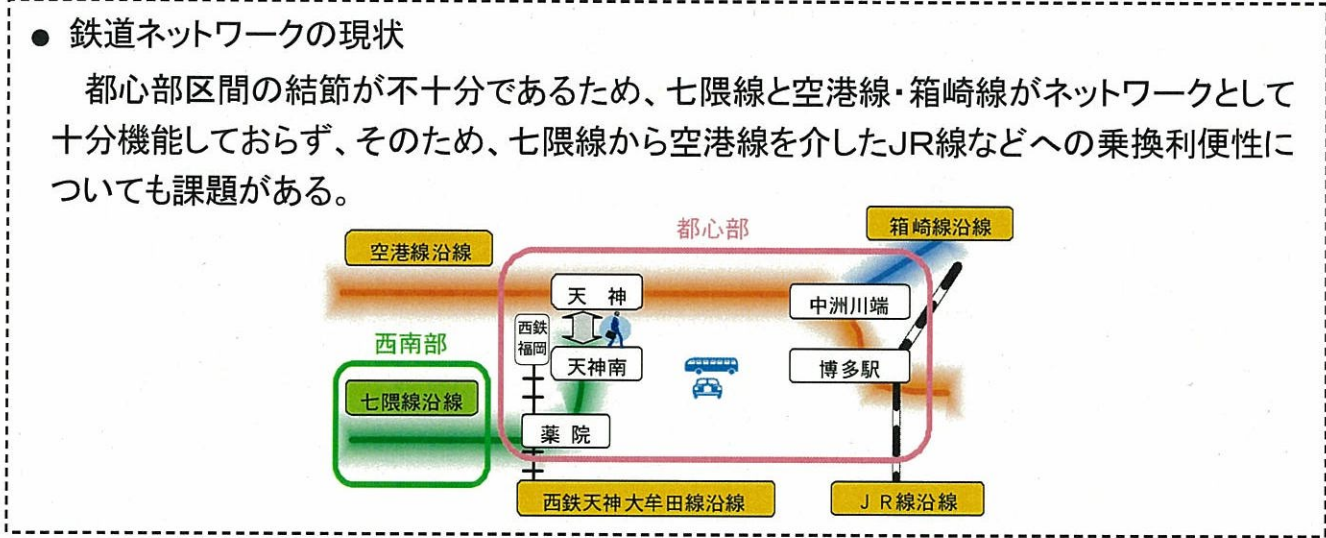 ● 鉄道ネットワークの現状
都心部区間の結節が不十分であるため、七隈線と空港線・箱崎線がネットワークとして
十分機能しておらず、そのため、七隈線から空港線を介したJR線などへの乗換利便性に
ついても課題がある。
都心部
箱崎線沿線
空港線沿線
天 神
中洲川端
西鉄
福岡
西南部
天神南
博多駅
七隈線沿線
薬 院
西鉄天神大牟田線沿線
JR線沿線